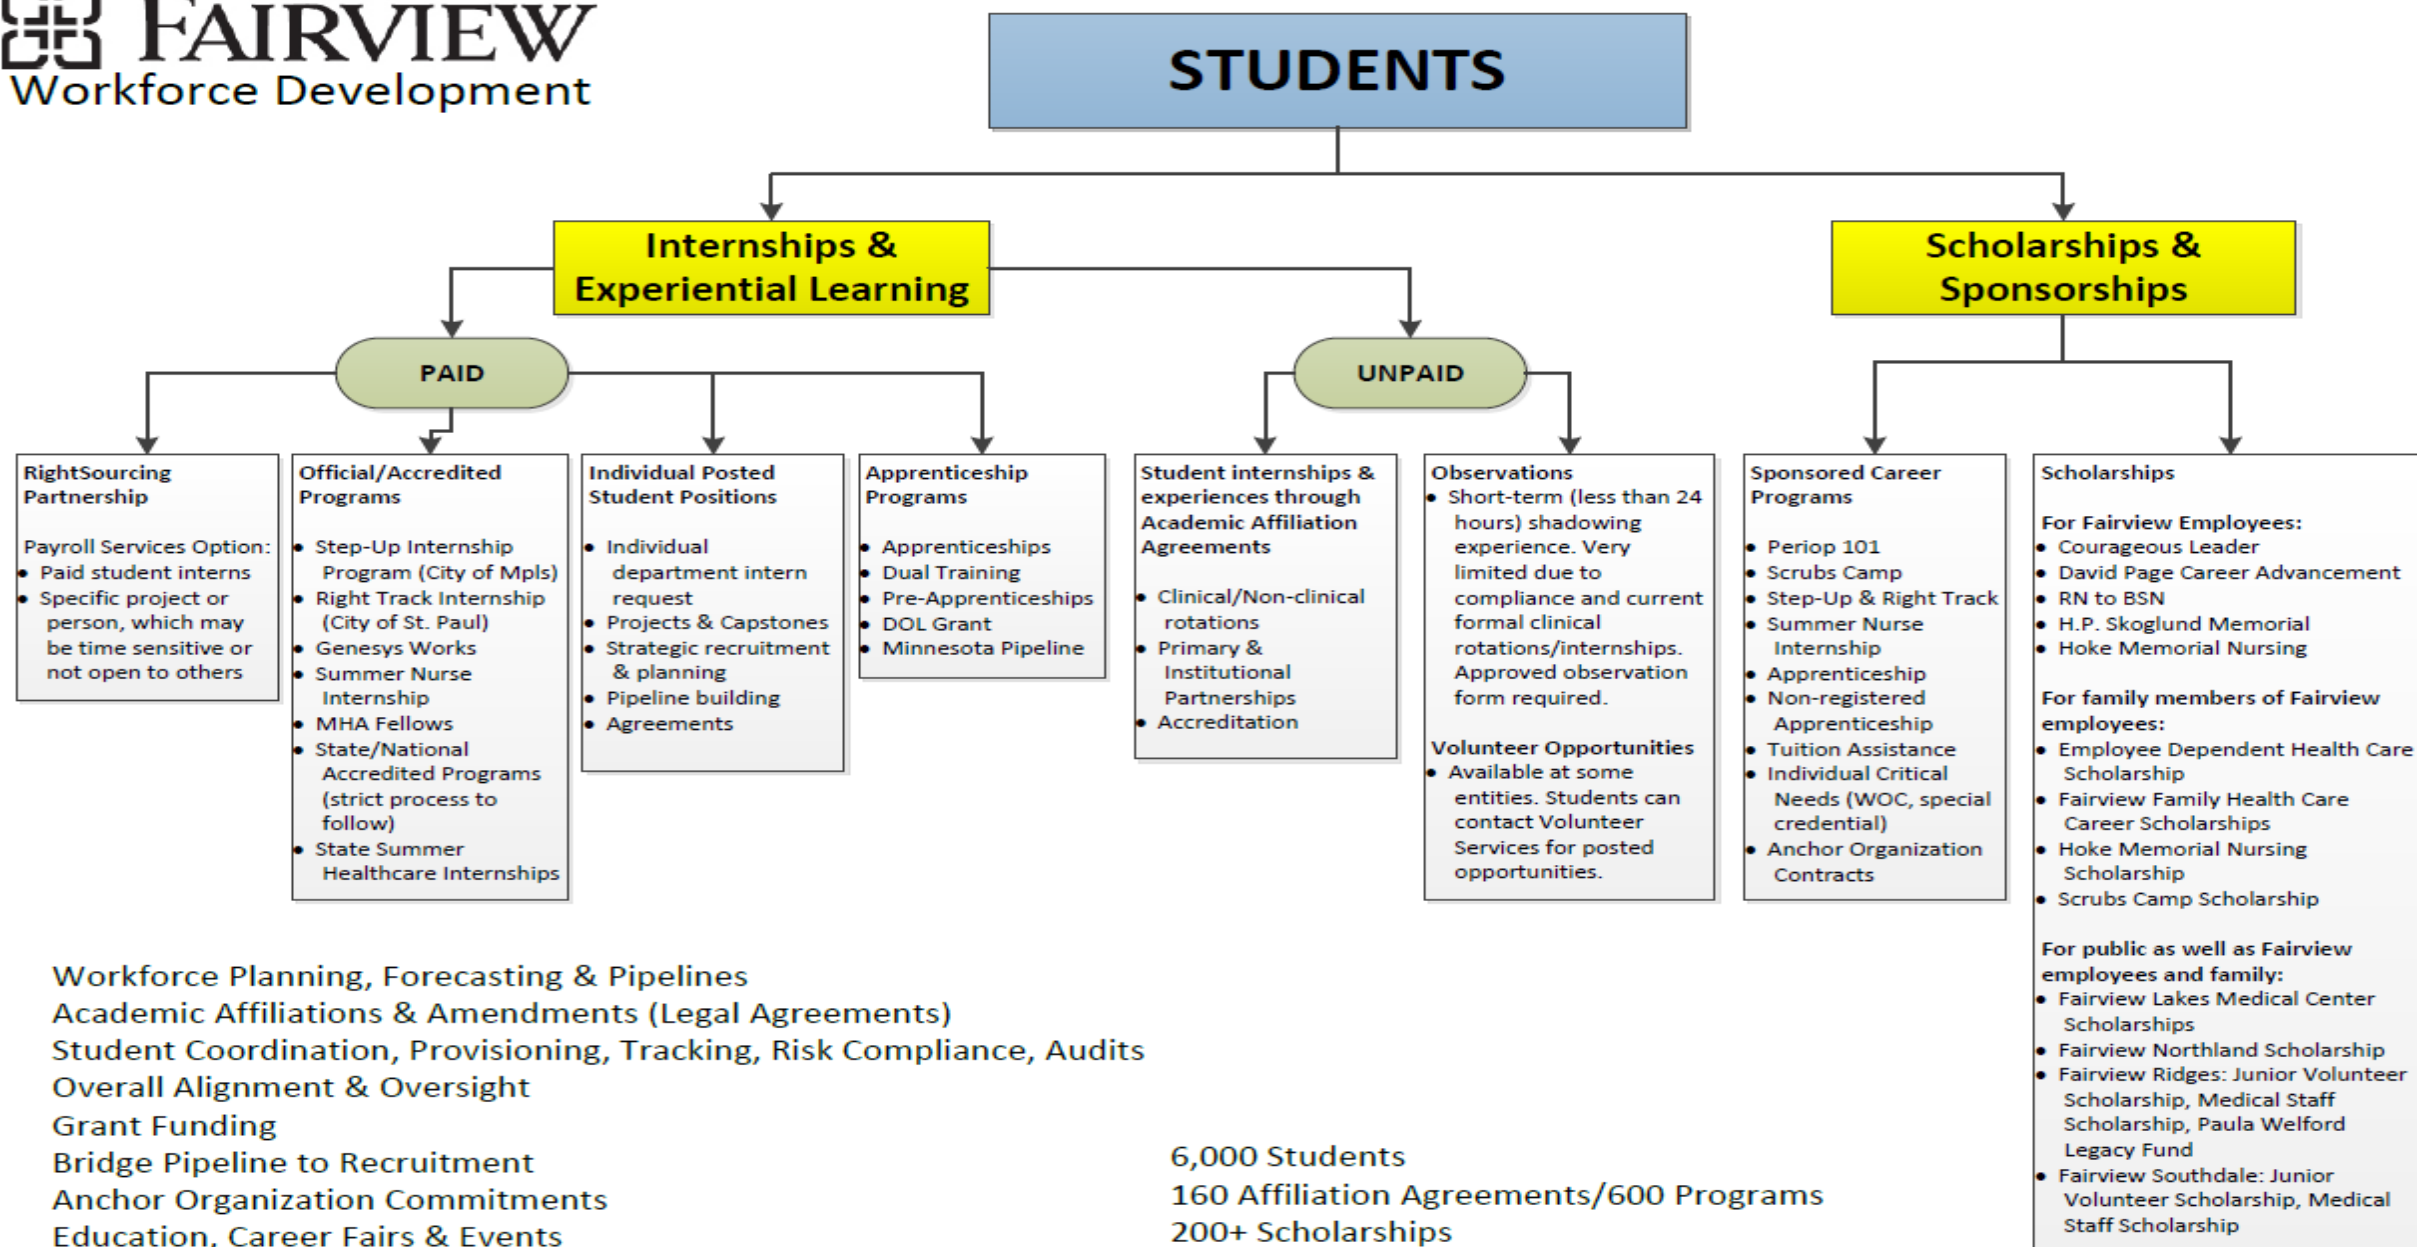 FAIRVIEW
Workforce Development
STUDENTS
Internships &
Experiential Learning
Scholarships &
Sponsorships
PAID
UNPAID
RightSourcing
Partnership
Payroll Services Option:
• Paid student interns
• Specific project or
person, which may
be time sensitive or
not open to others
Official/Accredited
Programs
• Step-Up Internship
Program (City of Mpls)
• Right Track Internship
(City of St. Paul)
• Genesys Works
• Summer Nurse
Internship
• MHA Fellows
• State/National
Accredited Programs
(strict process to
follow)
• State Summer
Healthcare Internships
Individual Posted
Student Positions
• Individual
department intern
request
• Projects & Capstones
• Strategic recruitment
& planning
• Pipeline building
• Agreements
Apprenticeship
Programs
• Apprenticeships
• Dual Training
• Pre-Apprenticeships
• DOL Grant
• Minnesota Pipeline
Student internships &
experiences through
Academic Affiliation
Agreements
• Clinical/Non-clinical
rotations
• Primary &
Institutional
Partnerships
• Accreditation
Observations
• Short-term (less than 24
hours) shadowing
experience. Very
limited due to
compliance and current
formal clinical
rotations/internships.
Approved observation
form required.
Volunteer Opportunities
• Available at some
entities. Students can
contact Volunteer
Services for posted
opportunities.
Sponsored Career
Programs
• Periop 101
• Scrubs Camp
• Step-Up & Right Track
• Summer Nurse
Internship
• Apprenticeship
• Non-registered
Apprenticeship
• Tuition Assistance
• Individual Critical
Needs (WOC, special
credential)
• Anchor Organization
Contracts
Scholarships
For Fairview Employees:
• Courageous Leader
• David Page Career Advancement
• RN to BSN
• H.P. Skoglund Memorial
• Hoke Memorial Nursing
For family members of Fairview
employees:
• Employee Dependent Health Care
Scholarship
• Fairview Family Health Care
Career Scholarships
• Hoke Memorial Nursing
Scholarship
• Scrubs Camp Scholarship
For public as well as Fairview
employees and family:
• Fairview Lakes Medical Center
Scholarships
• Fairview Northland Scholarship
• Fairview Ridges: Junior Volunteer
Scholarship, Medical Staff
Scholarship, Paula Welford
Legacy Fund
• Fairview Southdale: Junior
Volunteer Scholarship, Medical
Staff Scholarship
Workforce Planning, Forecasting & Pipelines
Academic Affiliations & Amendments (Legal Agreements)
Student Coordination, Provisioning, Tracking, Risk Compliance, Audits
Overall Alignment & Oversight
Grant Funding
Bridge Pipeline to Recruitment
Anchor Organization Commitments
Education, Career Fairs & Events
6,000 Students
160 Affiliation Agreements/600 Programs
200+ Scholarships